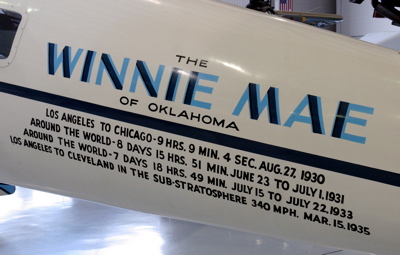 THE
WINNIE MAE
OF OKLAHOMA
LOS ANGELES TO CHICAGO-9 HRS. 9 MIN. 4 SEC. AUG. 27, 1930
AROUND THE WORLD-8 DAYS 15 HRS. 51 MIN. JUNE 23 TO JULY 1, 1931
AROUND THE WORLD-7 DAYS 18 HRS. 49 MIN. JULY 15 TO JULY 22, 1933
LOS ANGELES TO CLEVELAND IN THE SUB-STRATOSPHERE 340 MPH. MAR. 15, 1935